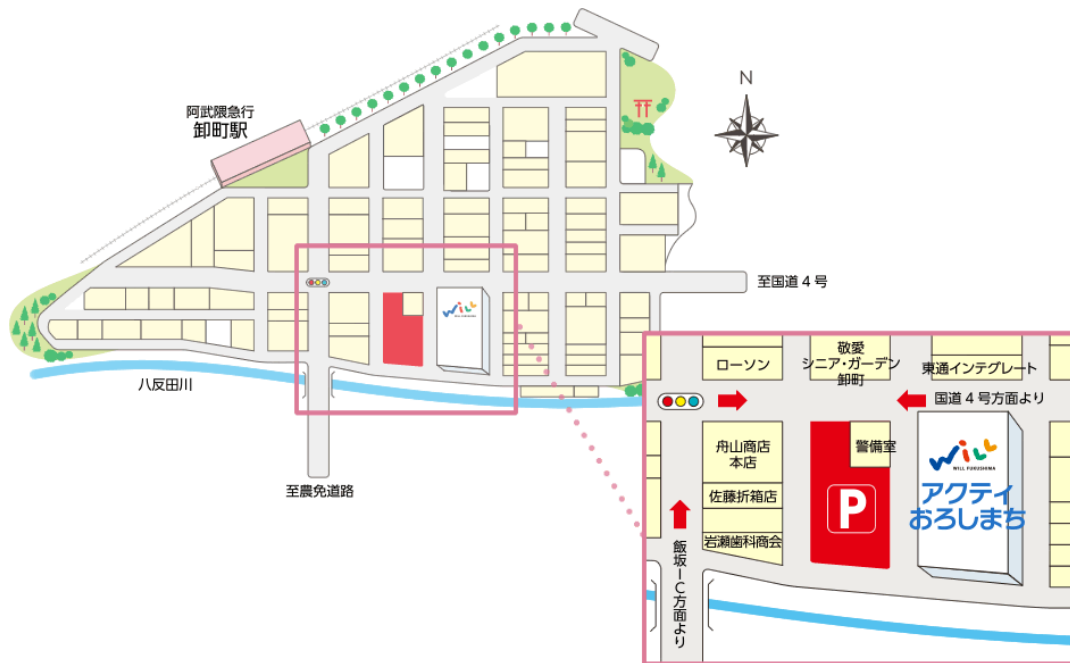 N
阿武隈急行
卸町駅
至国道4号
WiLL
WILL FUKUSHIMA
八反田川
至農免道路
ローソン
敬愛
シニア・ガーデン
卸町
東通インテグレート
国道4号方面より
舟山商店
本店
警備室
WiLL
WILL FUKUSHIMA
アクティ
おろしまち
佐藤折箱店
P
岩瀬歯科商会
飯坂IC方面より